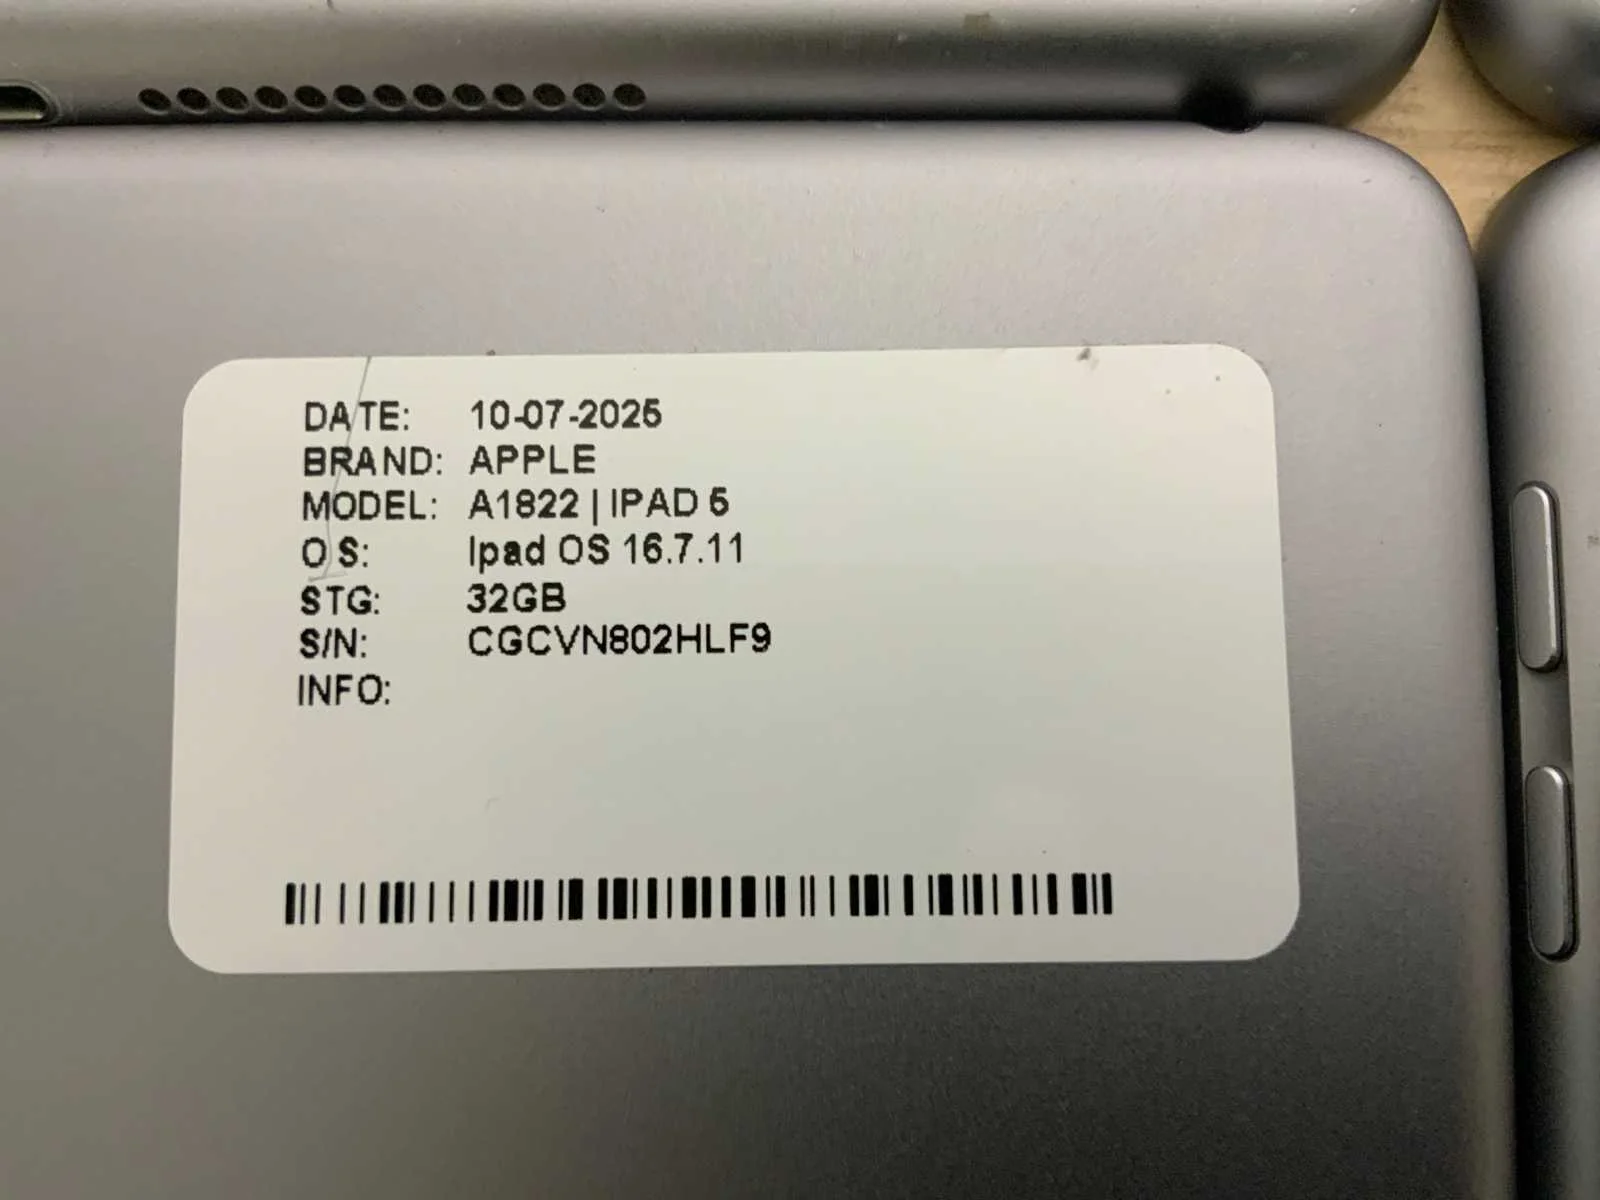 DATE: 10-07-2025
BRAND: APPLE
MODEL: A1822 | IPAD 5
OS: Ipad OS 16.7.11
STG: 32GB
S/N: CGCVN802HLF9
INFO: